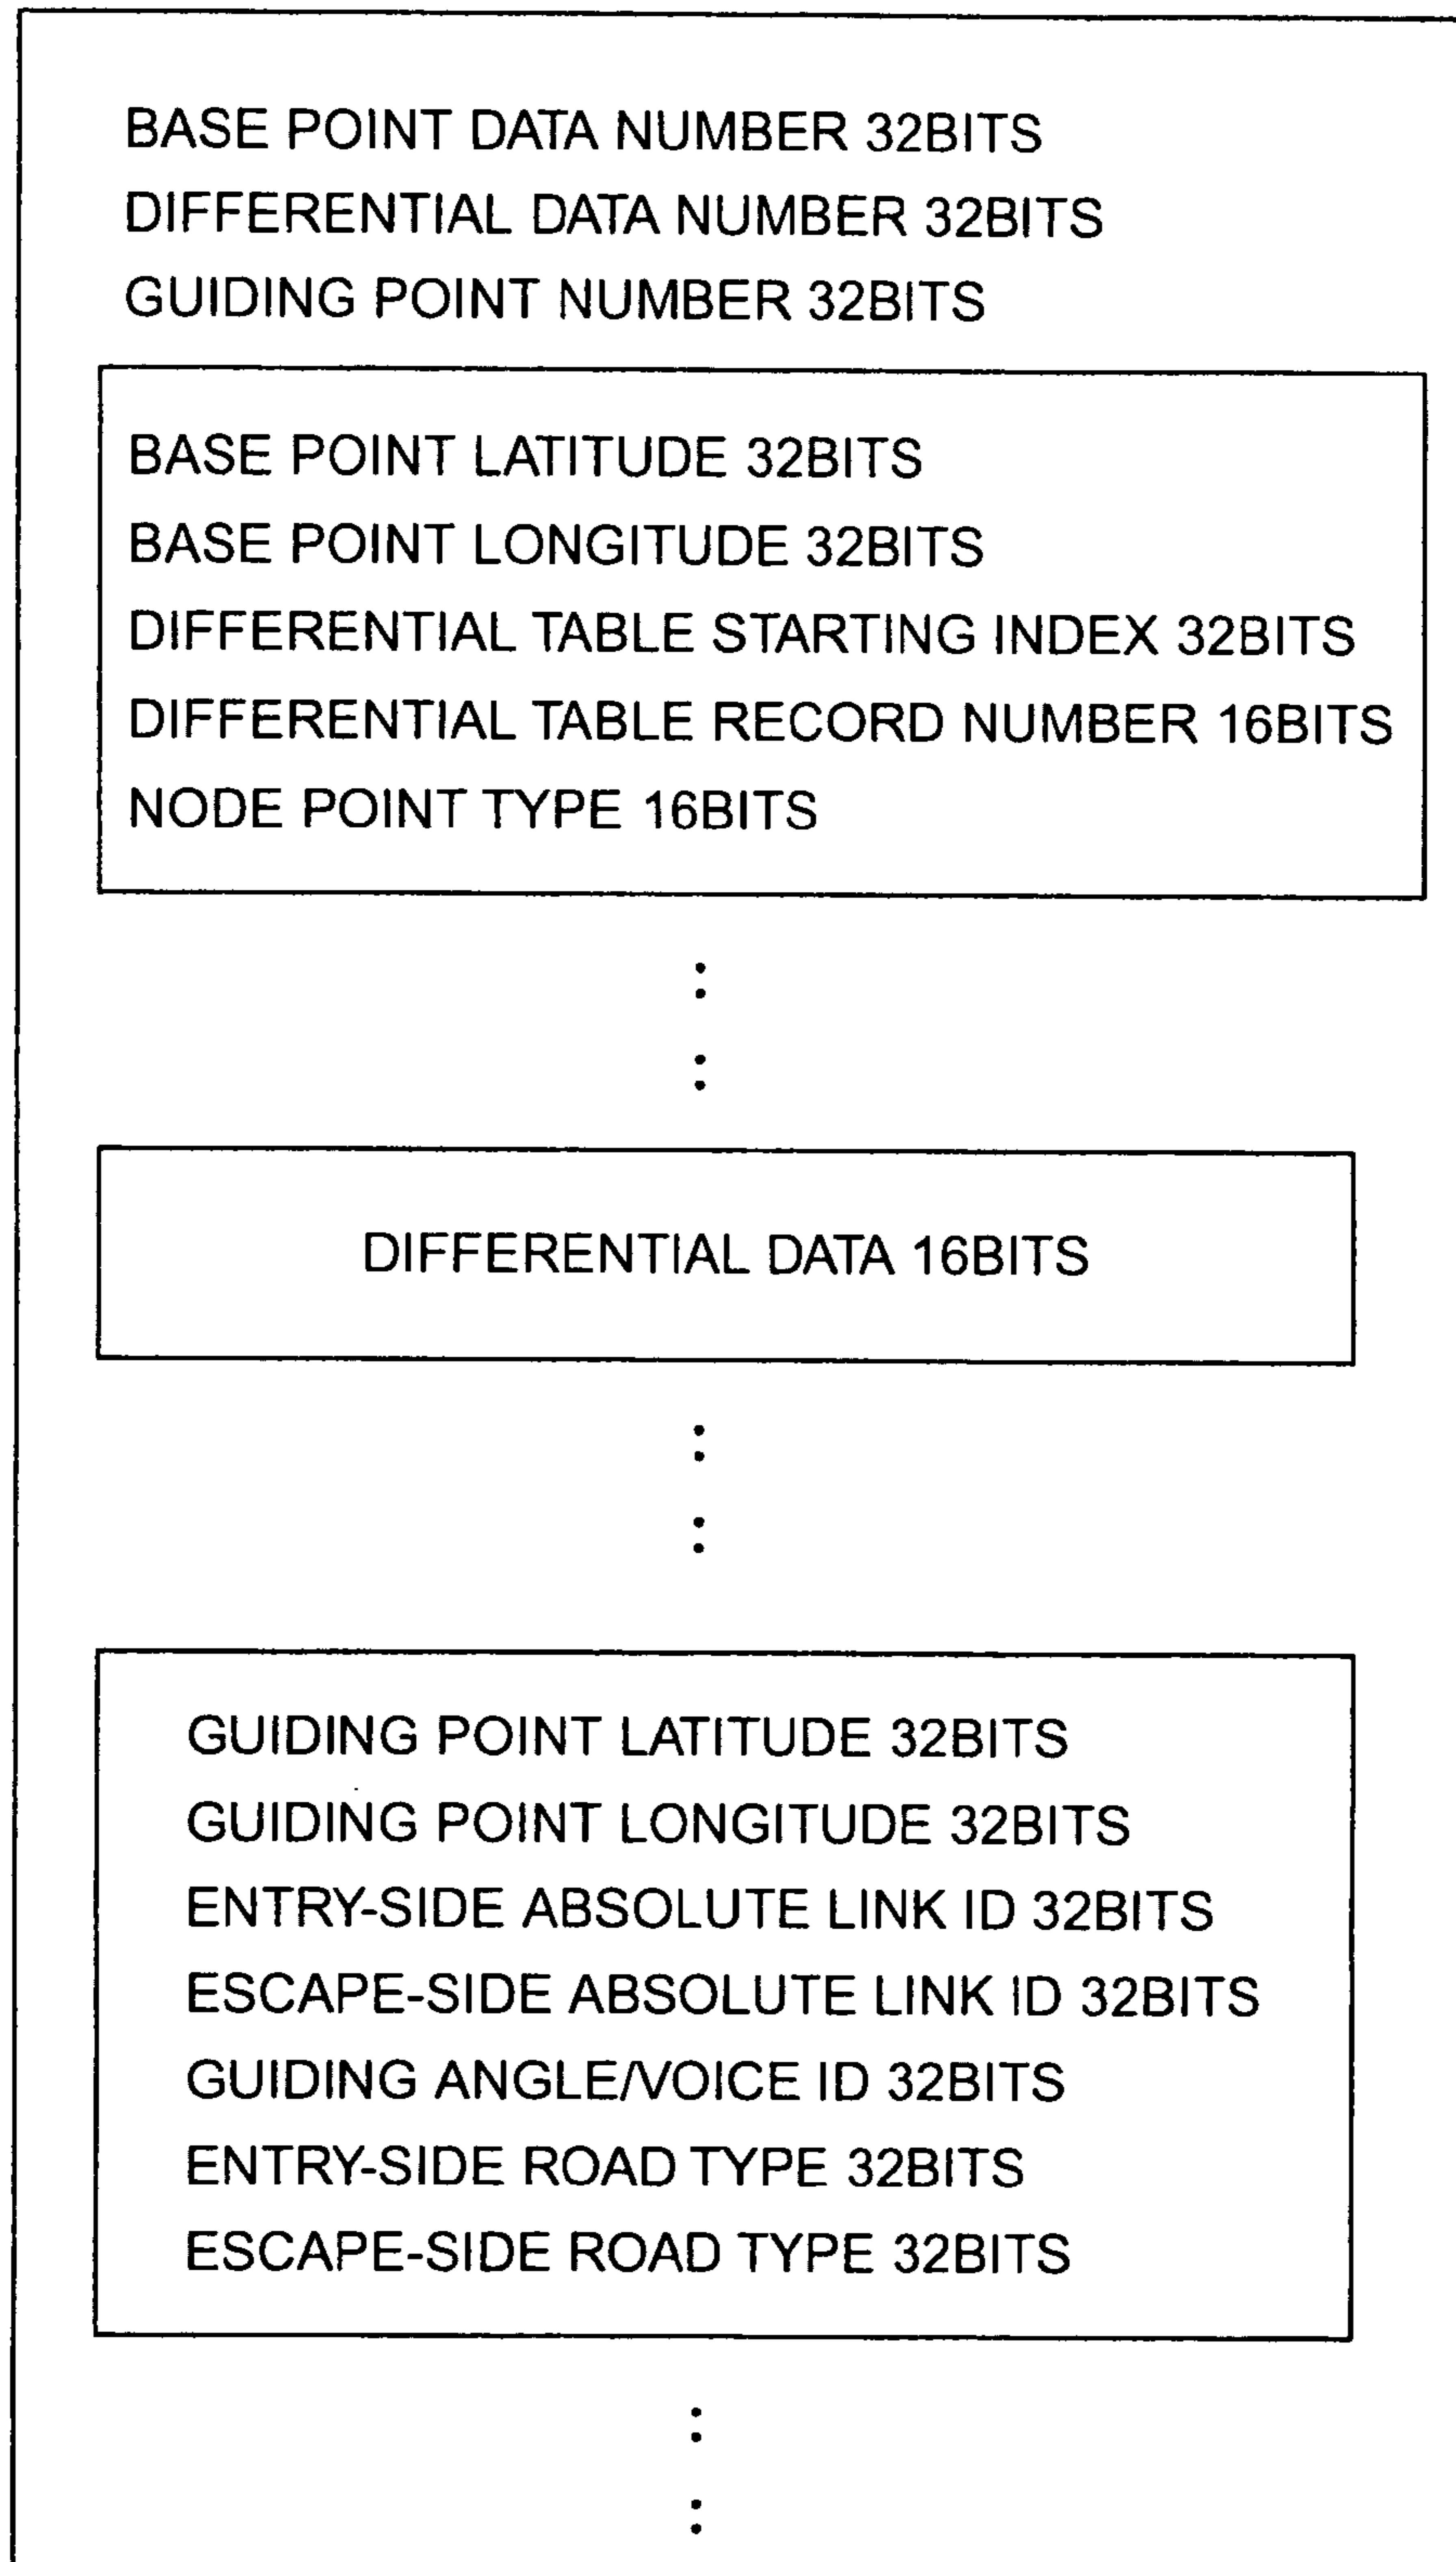 BASE POINT DATA NUMBER 32BITS
DIFFERENTIAL DATA NUMBER 32BITS
GUIDING POINT NUMBER 32BITS
BASE POINT LATITUDE 32BITS
BASE POINT LONGITUDE 32BITS
DIFFERENTIAL TABLE STARTING INDEX 32BITS
DIFFERENTIAL TABLE RECORD NUMBER 16BITS
NODE POINT TYPE 16BITS
DIFFERENTIAL DATA 16BITS
GUIDING POINT LATITUDE 32BITS
GUIDING POINT LONGITUDE 32BITS
ENTRY-SIDE ABSOLUTE LINK ID 32BITS
ESCAPE-SIDE ABSOLUTE LINK ID 32BITS
GUIDING ANGLE/VOICE ID 32BITS
ENTRY-SIDE ROAD TYPE 32BITS
ESCAPE-SIDE ROAD TYPE 32BITS